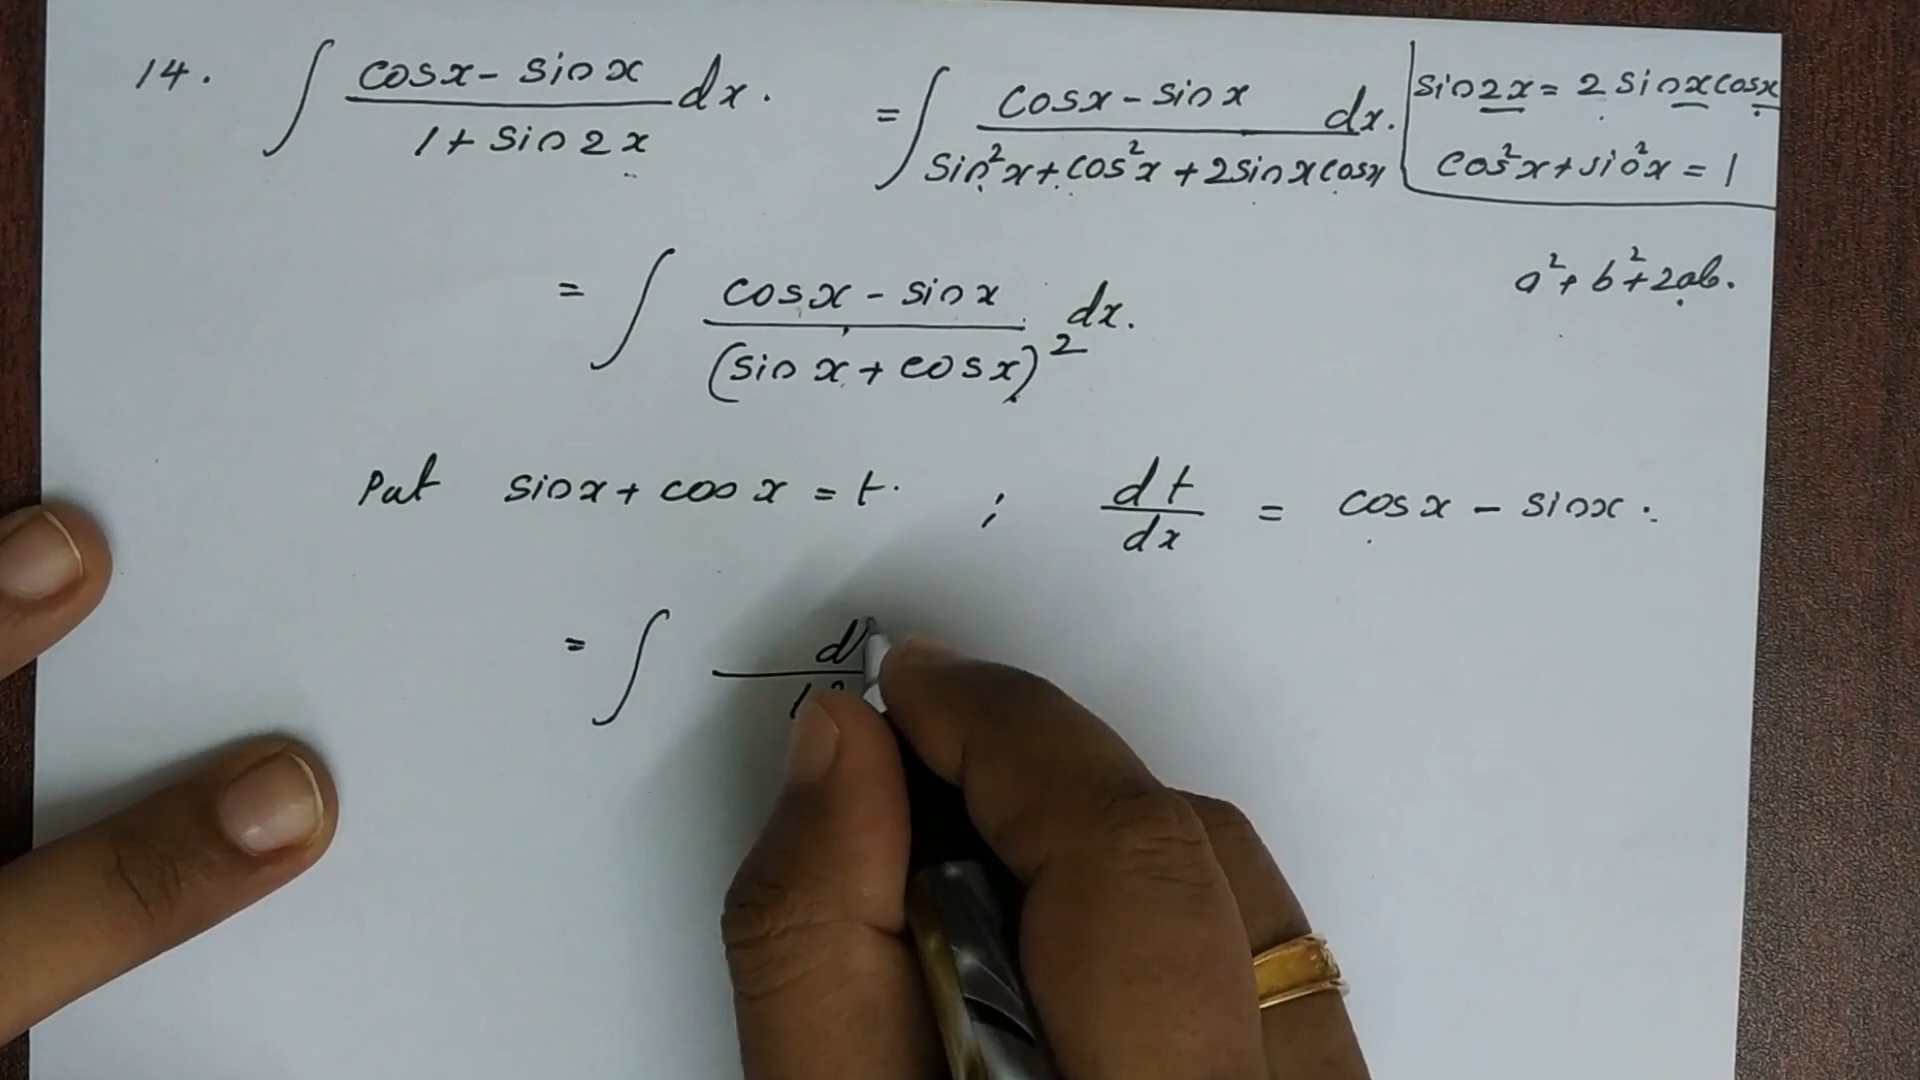 14. ∫ (cosx - sinx)/(1 + sin2x) dx. = ∫ (cosx - sinx)/(sin²x + cos²x + 2sinxcosx) dx.
sin2x = 2sinxcosx
cos²x + sin²x = 1
a² + b² + 2ab.
= ∫ (cosx - sinx)/(sinx + cosx)² dx.
Put sinx + cosx = t. ; dt/dx = cosx - sinx.
= ∫